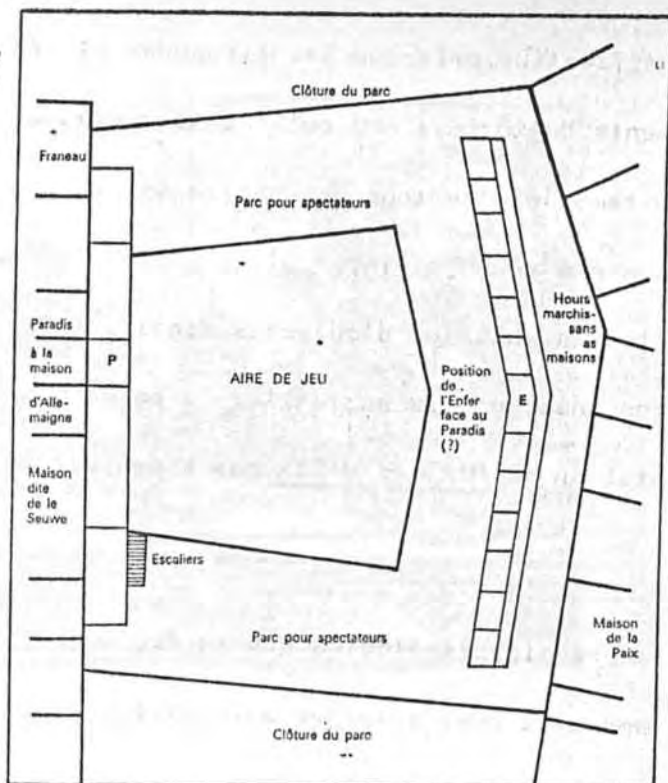 Clôture du parc
Franeau
Parc pour spectateurs
Hours
marchis-
sans
as
maisons
Paradis
à la
maison
d'Alle-
maigne
P
AIRE DE JEU
Position
de
l'Enfer
face au
Paradis
(?)
E
Maison
dite
de le
Seuwe
Escaliers
Parc pour spectateurs
Maison
de la
Paix
Clôture du parc